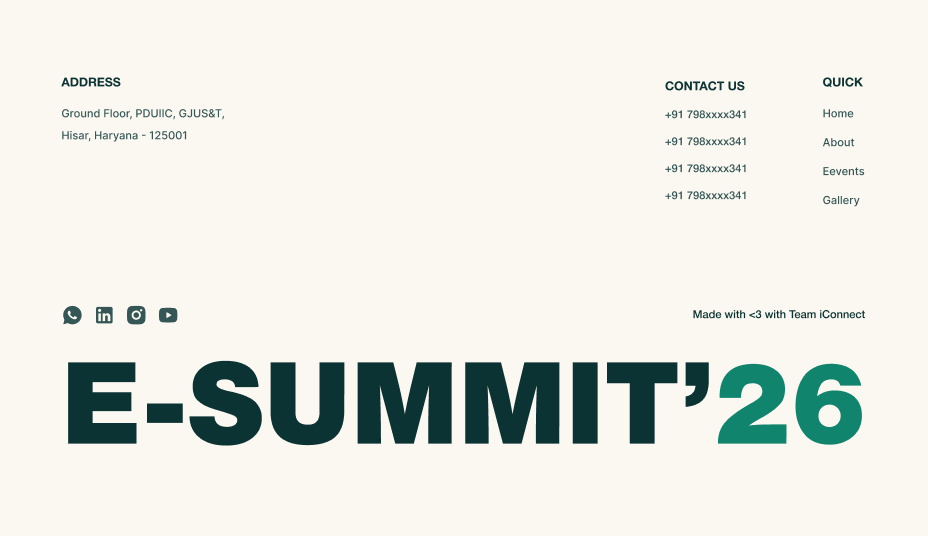 ADDRESS
Ground Floor, PDUIIC, GJUS&T,
Hisar, Haryana - 125001
CONTACT US
+91 798xxxx341
+91 798xxxx341
+91 798xxxx341
+91 798xxxx341
QUICK
Home
About
Eevents
Gallery
Made with <3 with Team iConnect
E-SUMMIT’26